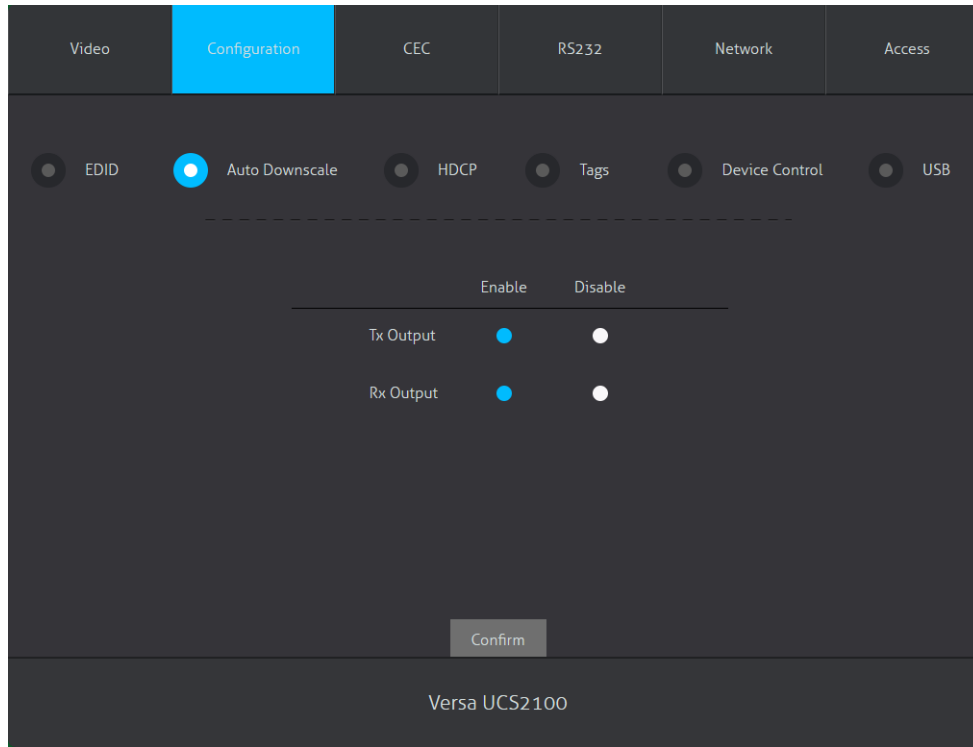 Video Configuration CEC RS232 Network Access
EDID Auto Downscale HDCP Tags Device Control USB
Enable Disable
Tx Output
Rx Output
Confirm
Versa UCS2100